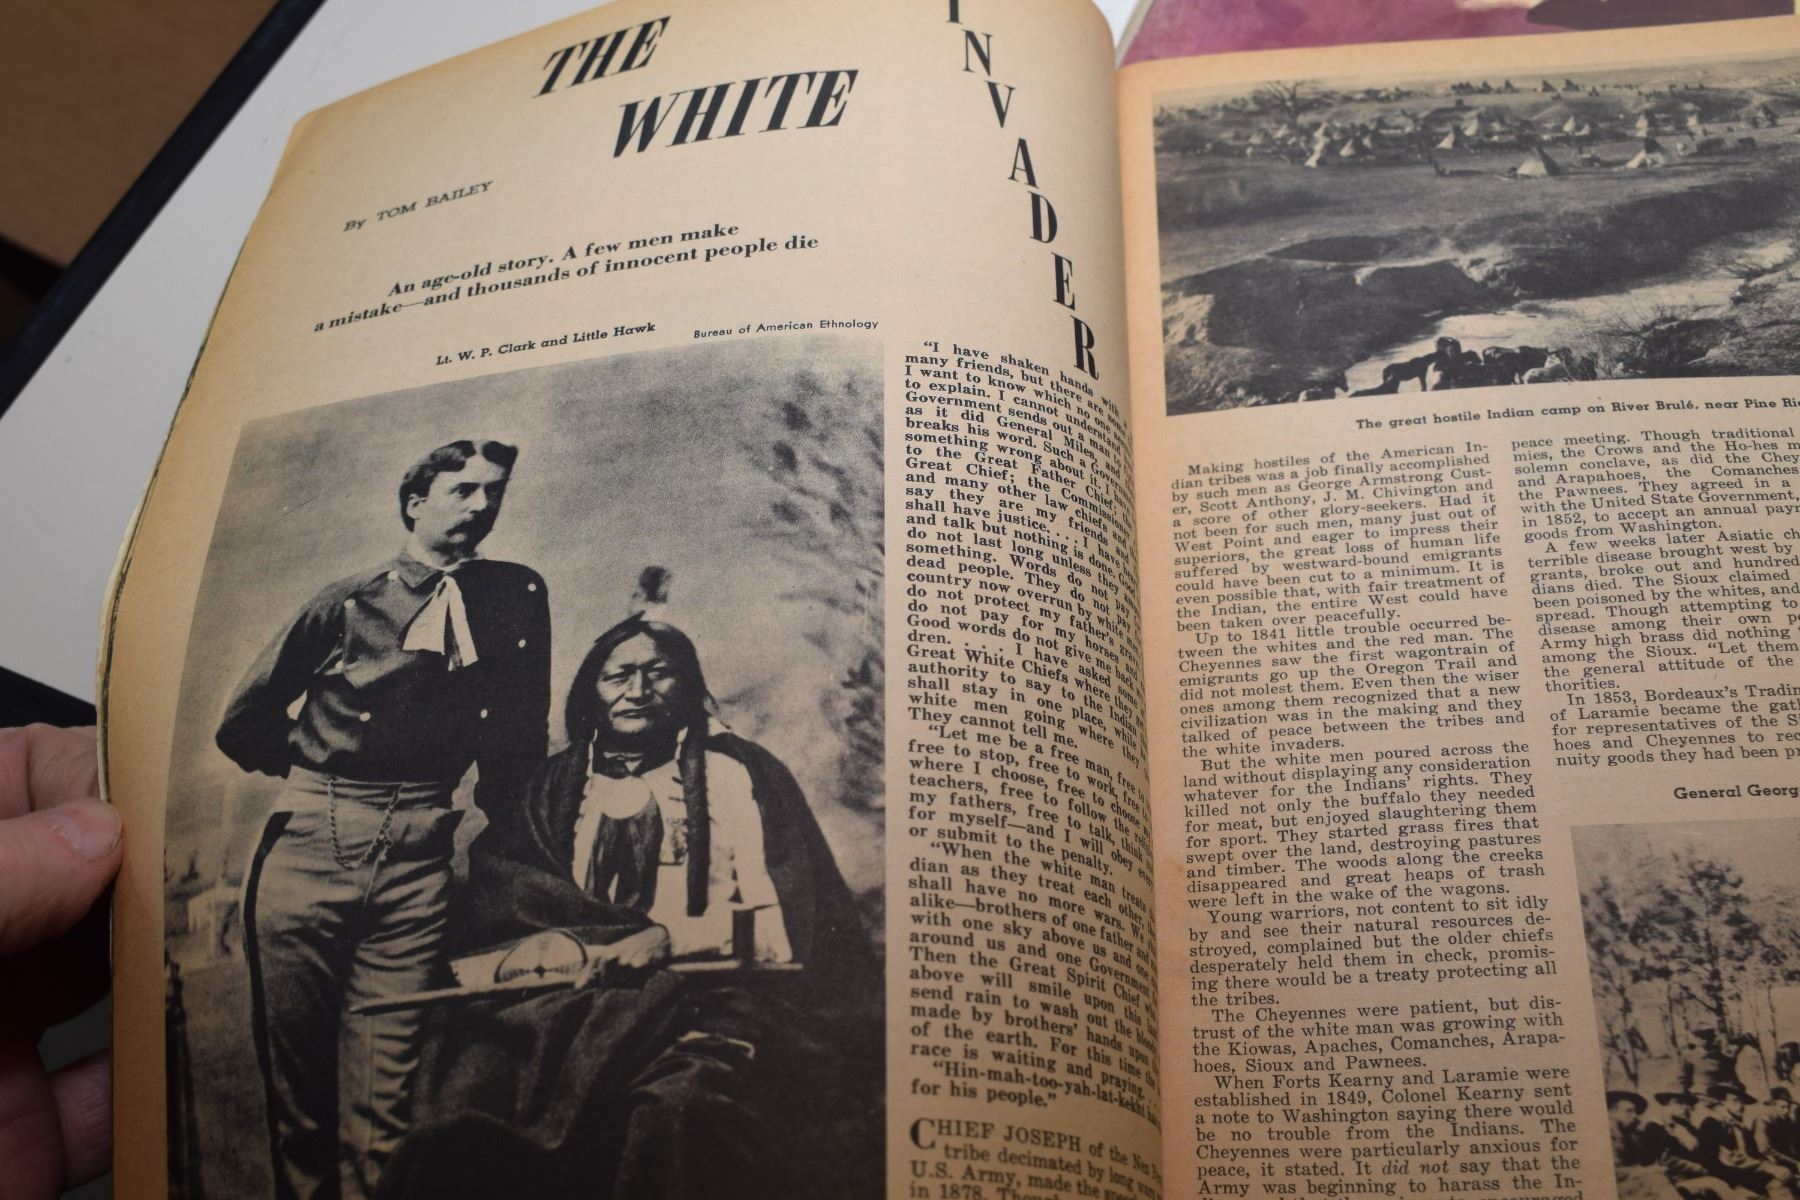 THE
WHITE
INVADER
By TOM BAILEY
An age-old story. A few men make
a mistake—and thousands of innocent people die
Lt. W. P. Clark and Little Hawk
Bureau of American Ethnology
"I have shaken hands with
many friends, but there are some
I want to know which no one
to explain. I cannot understand
Government sends out a man
as it did General Miles, and
breaks his word. Such a Government
something wrong about it. I
to the Great Father Chief; the
Great Chief; the Commissioner
and many other law chiefs and
say they are my friends and
shall have justice. . . . I have
and talk but nothing is done. Good
do not last long unless they
something. Words do not pay
dead people. They do not pay
country now overrun by white
do not protect my father's
do not pay for my horses and
Good words do not give me back
dren. . . . I have asked some
Great White Chiefs where they
authority to say to the Indian
shall stay in one place, while
white men going where they
They cannot tell me.
"Let me be a free man, free to
free to stop, free to work, free
where I choose, free to choose my
teachers, free to follow the
my fathers, free to talk, think
for myself—and I will obey every
or submit to the penalty.
"When the white man treats
dian as they treat each other,
shall have no more wars. We
alike—brothers of one father and
with one sky above us and one
around us and one Government
Then the Great Spirit Chief
above will smile upon this
send rain to wash out the bloody
made by brothers' hands upon
of the earth. For this time the
race is waiting and praying. . . .
"Hin-mah-too-yah-lat-kekht
for his people."
CHIEF JOSEPH of the Nez
tribe decimated by long
U.S. Army, made the
in 1878.
The great hostile Indian camp on River Brulé, near Pine
Making hostiles of the American In-
dian tribes was a job finally accomplished
by such men as George Armstrong Cust-
er, Scott Anthony, J. M. Chivington and
a score of other glory-seekers. Had it
not been for such men, many just out of
West Point and eager to impress their
superiors, the great loss of human life
suffered by westward-bound emigrants
could have been cut to a minimum. It is
even possible that, with fair treatment of
the Indian, the entire West could have
been taken over peacefully.
Up to 1841 little trouble occurred be-
tween the whites and the red man. The
Cheyennes saw the first wagontrain of
emigrants go up the Oregon Trail and
did not molest them. Even then the wiser
ones among them recognized that a new
civilization was in the making and they
talked of peace between the tribes and
the white invaders.
But the white men poured across the
land without displaying any consideration
whatever for the Indians' rights. They
killed not only the buffalo they needed
for meat, but enjoyed slaughtering them
for sport. They started grass fires that
swept over the land, destroying pastures
and timber. The woods along the creeks
disappeared and great heaps of trash
were left in the wake of the wagons.
Young warriors, not content to sit idly
by and see their natural resources de-
stroyed, complained but the older chiefs
desperately held them in check, promis-
ing there would be a treaty protecting all
the tribes.
The Cheyennes were patient, but dis-
trust of the white man was growing with
the Kiowas, Apaches, Comanches, Arapa-
hoes, Sioux and Pawnees.
When Forts Kearny and Laramie were
established in 1849, Colonel Kearny sent
a note to Washington saying there would
be no trouble from the Indians. The
Cheyennes were particularly anxious for
peace, it stated. It did not say that the
Army was beginning to harass the In-
peace meeting. Though traditional
mies, the Crows and the Ho-hes
solemn conclave, as did the
and Arapahoes, the Comanches
the Pawnees. They agreed in a
with the United State Government,
in 1852, to accept an annual
goods from Washington.
A few weeks later Asiatic
terrible disease brought west by
grants, broke out and
dians died. The Sioux claimed
been poisoned by the whites, and
spread. Though attempting to
disease among their own
Army high brass did nothing
among the Sioux. "Let them
the general attitude of the
thorities.
In 1853, Bordeaux's
of Laramie became the
for representatives of the
hoes and Cheyennes to
nuity goods they had been
General